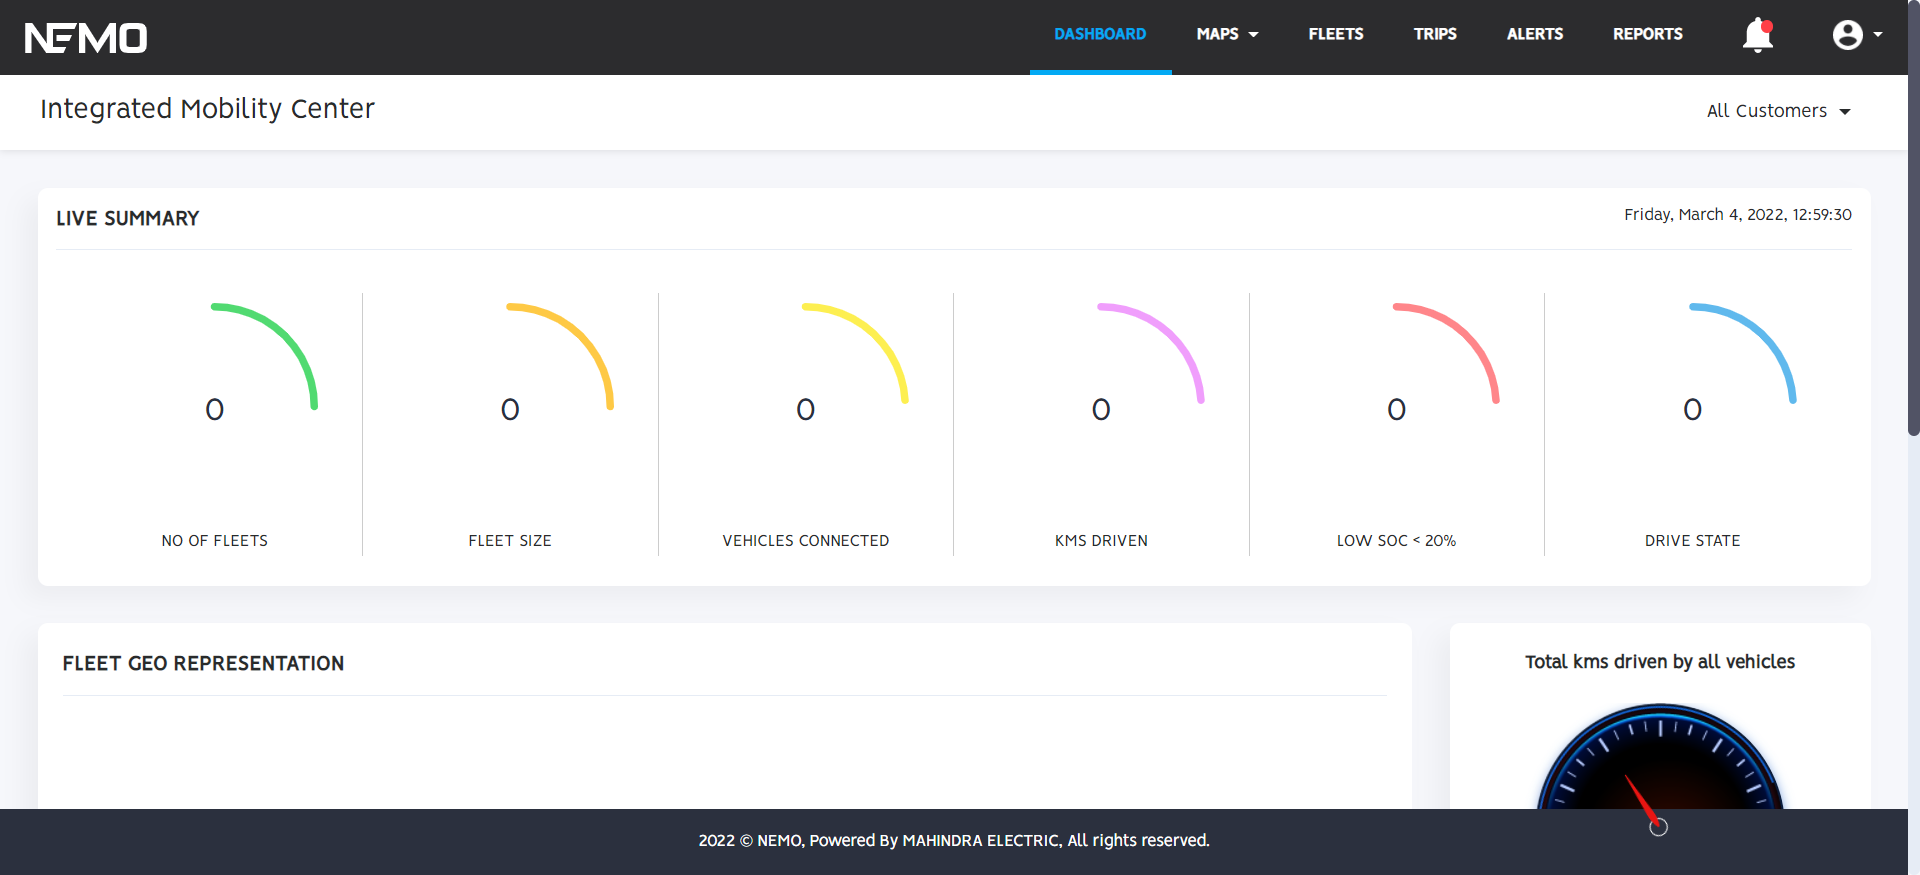 NEMO
DASHBOARD
MAPS
FLEETS
TRIPS
ALERTS
REPORTS
Integrated Mobility Center
All Customers
LIVE SUMMARY
Friday, March 4, 2022, 12:59:30
0
0
0
0
0
0
NO OF FLEETS
FLEET SIZE
VEHICLES CONNECTED
KMS DRIVEN
LOW SOC < 20%
DRIVE STATE
FLEET GEO REPRESENTATION
Total kms driven by all vehicles
2022 © NEMO, Powered By MAHINDRA ELECTRIC, All rights reserved.